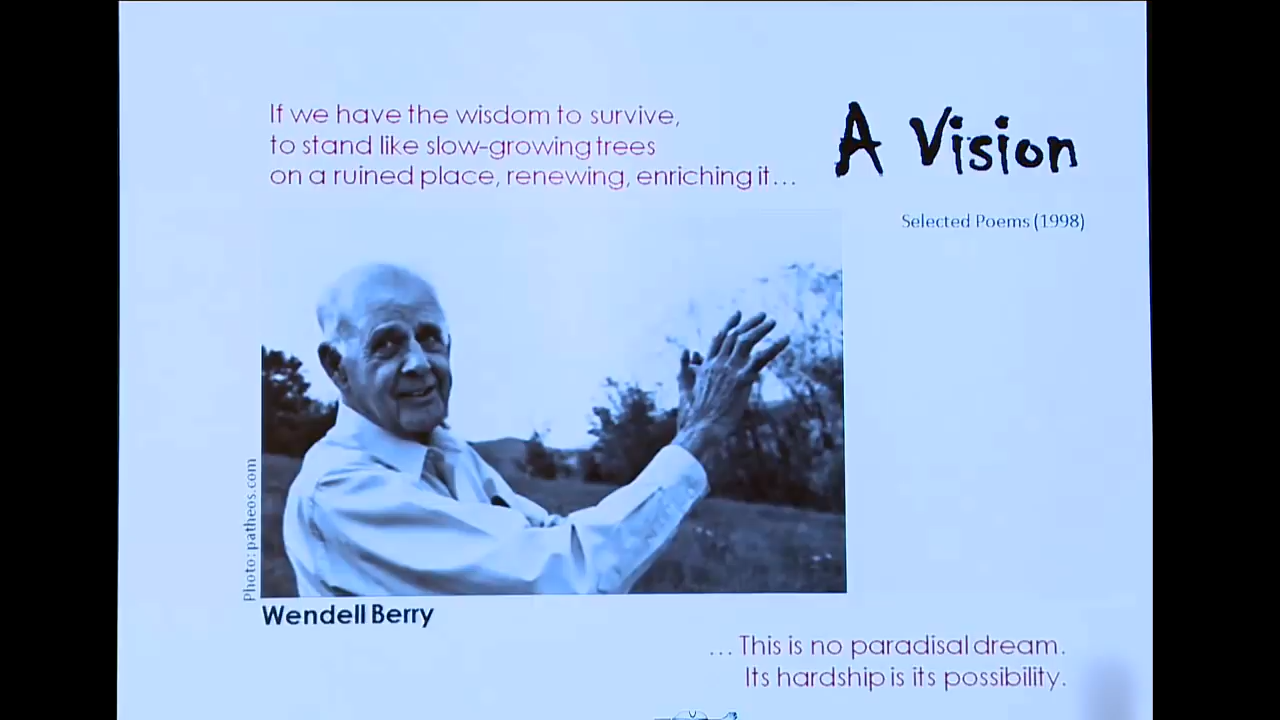 If we have the wisdom to survive,
to stand like slow-growing trees
on a ruined place, renewing, enriching it...
A Vision
Selected Poems (1998)
Photo: patheos.com
Wendell Berry
... This is no paradisal dream.
Its hardship is its possibility.